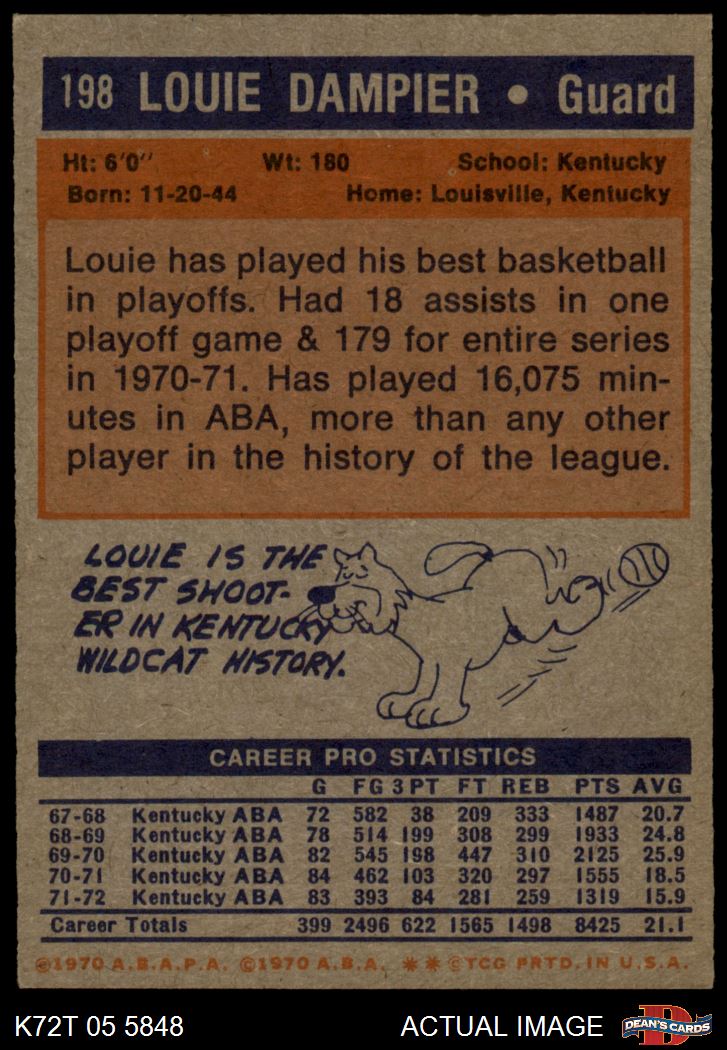 198 LOUIE DAMPIER • Guard
Ht: 6'0" Wt: 180 School: Kentucky
Born: 11-20-44 Home: Louisville, Kentucky
Louie has played his best basketball
in playoffs. Had 18 assists in one
playoff game & 179 for entire series
in 1970-71. Has played 16,075 min-
utes in ABA, more than any other
player in the history of the league.
LOUIE IS THE
BEST SHOOT-
ER IN KENTUCKY
WILDCAT HISTORY.
CAREER PRO STATISTICS
G FG 3 PT FT REB PTS AVG
67-68 Kentucky ABA 72 582 38 209 333 1487 20.7
68-69 Kentucky ABA 78 514 199 308 299 1933 24.8
69-70 Kentucky ABA 82 545 198 447 310 2125 25.9
70-71 Kentucky ABA 84 462 103 320 297 1555 18.5
71-72 Kentucky ABA 83 393 84 281 259 1319 15.9
Career Totals 399 2496 622 1565 1498 8425 21.1
©1970 A.B.A.P.A. ©1970 A.B.A. ** ©TCG PRTD. IN U.S.A.
K72T 05 5848 ACTUAL IMAGE D DEAN'S CARDS